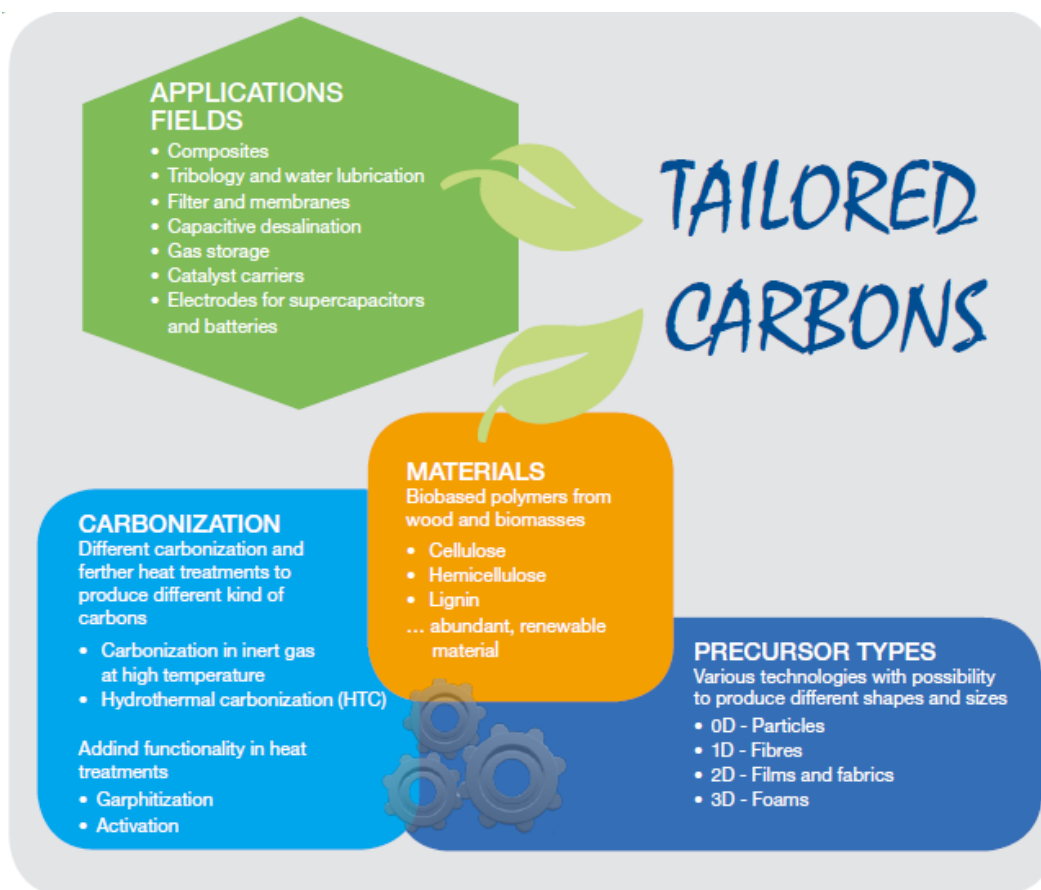 APPLICATIONS
FIELDS
• Composites
• Tribology and water lubrication
• Filter and membranes
• Capacitive desalination
• Gas storage
• Catalyst carriers
• Electrodes for supercapacitors
and batteries
TAILORED
CARBONS
MATERIALS
Biobased polymers from
wood and biomasses
• Cellulose
• Hemicellulose
• Lignin
... abundant, renewable
material
CARBONIZATION
Different carbonization and
ferther heat treatments to
produce different kind of
carbons
• Carbonization in inert gas
at high temperature
• Hydrothermal carbonization (HTC)
Addind functionality in heat
treatments
• Garphitization
• Activation
PRECURSOR TYPES
Various technologies with possibility
to produce different shapes and sizes
• 0D - Particles
• 1D - Fibres
• 2D - Films and fabrics
• 3D - Foams